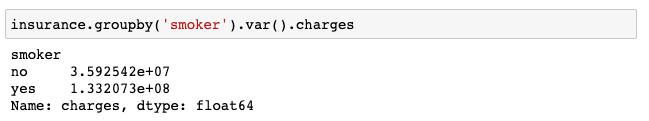 insurance.groupby('smoker').var().charges
smoker
no     3.592542e+07
yes    1.332073e+08
Name: charges, dtype: float64